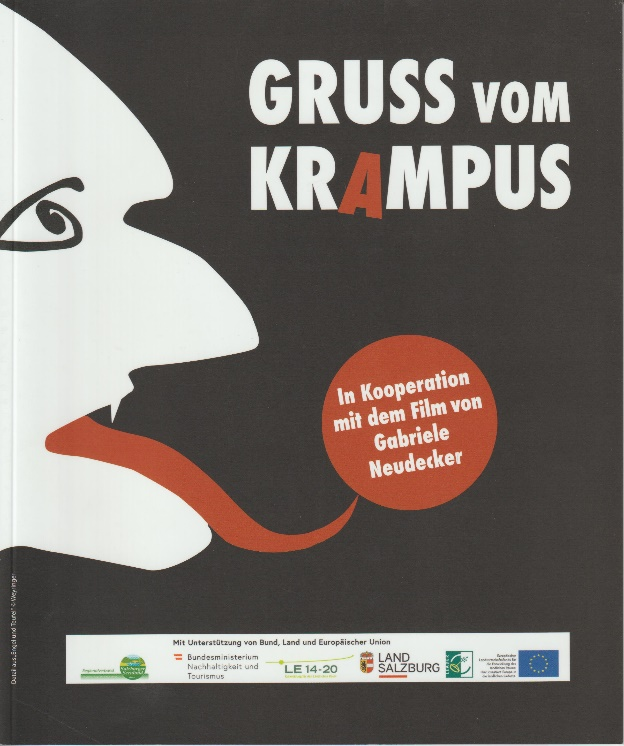 GRUSS VOM
KRAMPUS
In Kooperation
mit dem Film von
Gabriele
Neudecker
Mit Unterstützung von Bund, Land und Europäischer Union
Bundesministerium
Nachhaltigkeit und
Tourismus
LE 14-20
LAND
SALZBURG